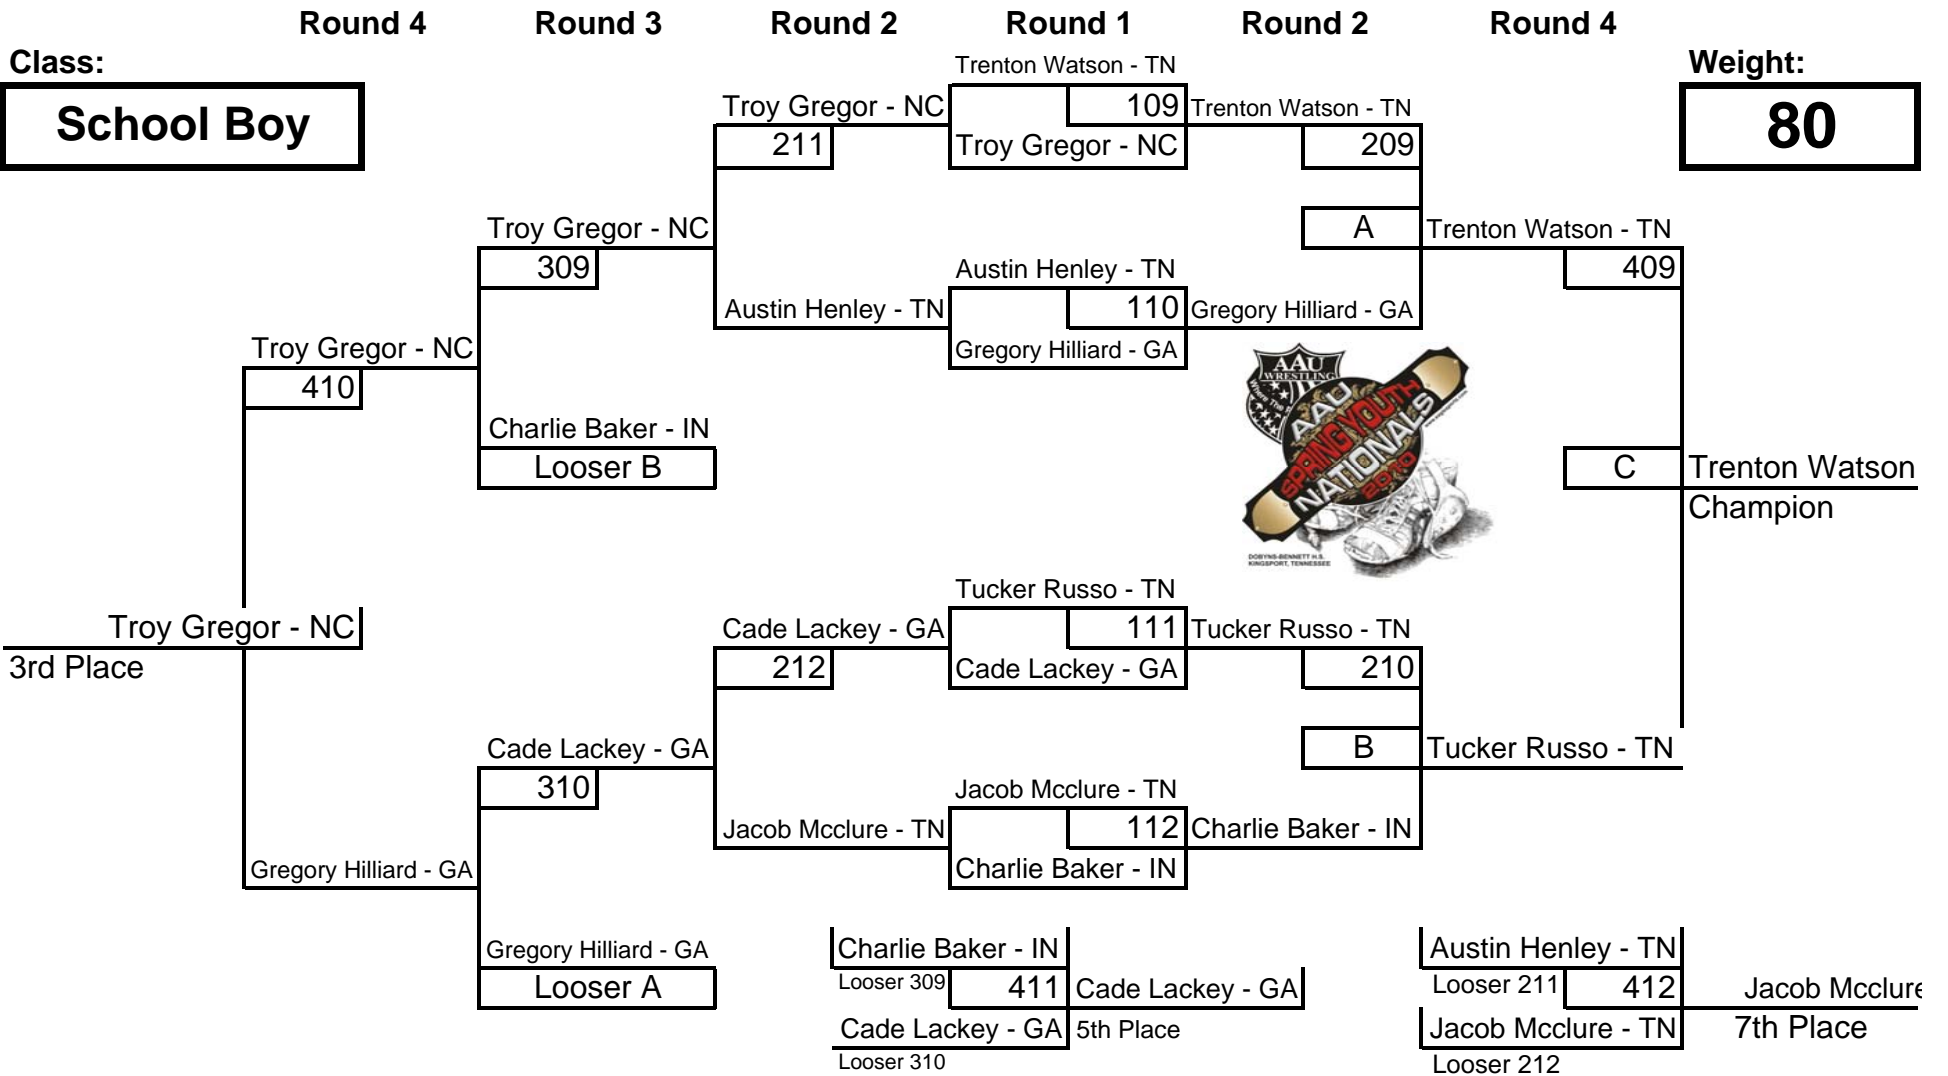 Round 4 Round 3 Round 2 Round 1 Round 2 Round 4
Class: Trenton Watson - TN Weight:
School Boy Troy Gregor - NC 109 Trenton Watson - TN 80
211 Troy Gregor - NC 209
Troy Gregor - NC A Trenton Watson - TN
309 Austin Henley - TN 409
Austin Henley - TN 110 Gregory Hilliard - GA
Troy Gregor - NC Gregory Hilliard - GA
410
AAU
WRESTLING
AAU
SPRING YOUTH
NATIONALS
2010
Charlie Baker - IN
Looser B C Trenton Watson
Champion
DOBYNS-BENNETT H.S.
KINGSPORT, TENNESSEE
Tucker Russo - TN
Troy Gregor - NC Cade Lackey - GA 111 Tucker Russo - TN
3rd Place 212 Cade Lackey - GA 210
Cade Lackey - GA B Tucker Russo - TN
310 Jacob Mcclure - TN
Jacob Mcclure - TN 112 Charlie Baker - IN
Gregory Hilliard - GA Charlie Baker - IN
Gregory Hilliard - GA Charlie Baker - IN Austin Henley - TN
Looser A Looser 309 411 Cade Lackey - GA Looser 211 412 Jacob Mcclure
Cade Lackey - GA 5th Place Jacob Mcclure - TN 7th Place
Looser 310 Looser 212